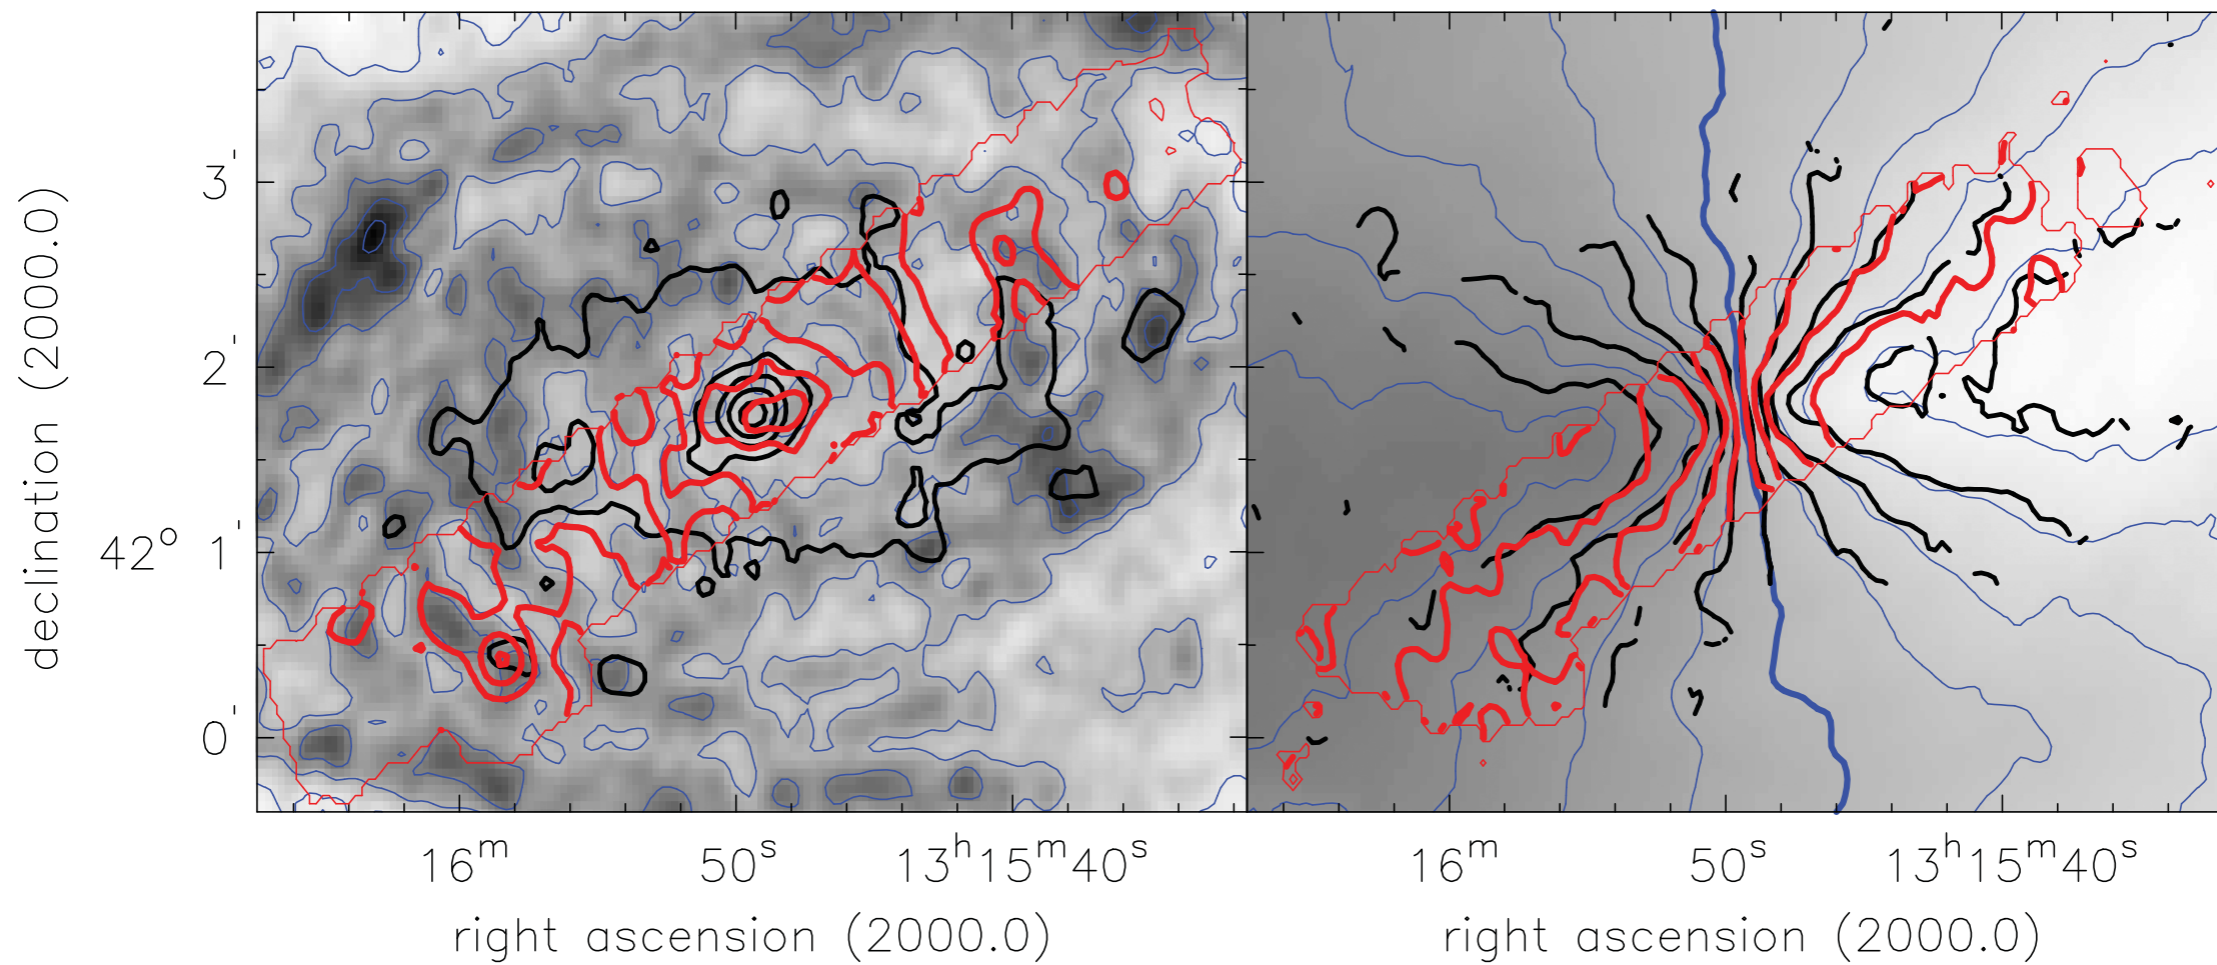 declination (2000.0)
3'
2'
42° 1'
0'
16ᵐ 50ˢ 13ʰ15ᵐ40ˢ
16ᵐ 50ˢ 13ʰ15ᵐ40ˢ
right ascension (2000.0)
right ascension (2000.0)